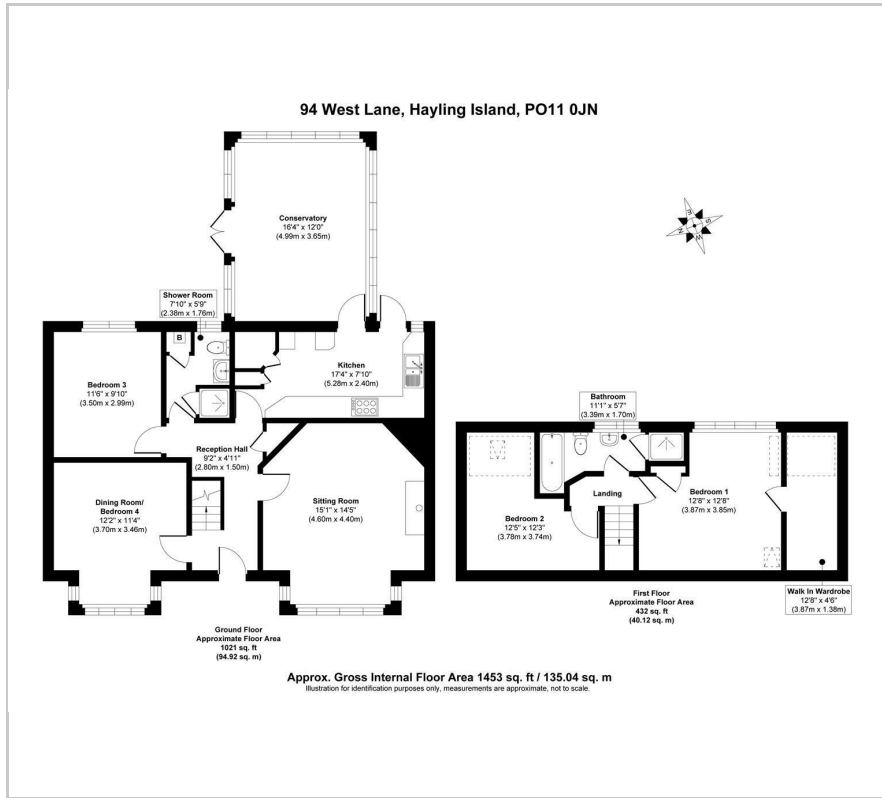 94 West Lane, Hayling Island, PO11 0JN
Conservatory
16'4" x 12'0"
(4.99m x 3.65m)
Shower Room
7'10" x 5'9"
(2.38m x 1.76m)
B
Kitchen
17'4" x 7'10"
(5.28m x 2.40m)
Bedroom 3
11'6" x 9'10"
(3.50m x 2.99m)
Reception Hall
9'2" x 4'11"
(2.80m x 1.50m)
Dining Room/
Bedroom 4
12'2" x 11'4"
(3.70m x 3.46m)
Sitting Room
15'1" x 14'5"
(4.60m x 4.40m)
Ground Floor
Approximate Floor Area
1021 sq. ft
(94.92 sq. m)
N
E
S
W
Bathroom
11'1" x 5'7"
(3.39m x 1.70m)
Landing
Bedroom 1
12'8" x 12'8"
(3.87m x 3.85m)
Bedroom 2
12'5" x 12'3"
(3.78m x 3.74m)
Walk In Wardrobe
12'8" x 4'6"
(3.87m x 1.38m)
First Floor
Approximate Floor Area
432 sq. ft
(40.12 sq. m)
Approx. Gross Internal Floor Area 1453 sq. ft / 135.04 sq. m
Illustration for identification purposes only, measurements are approximate, not to scale.